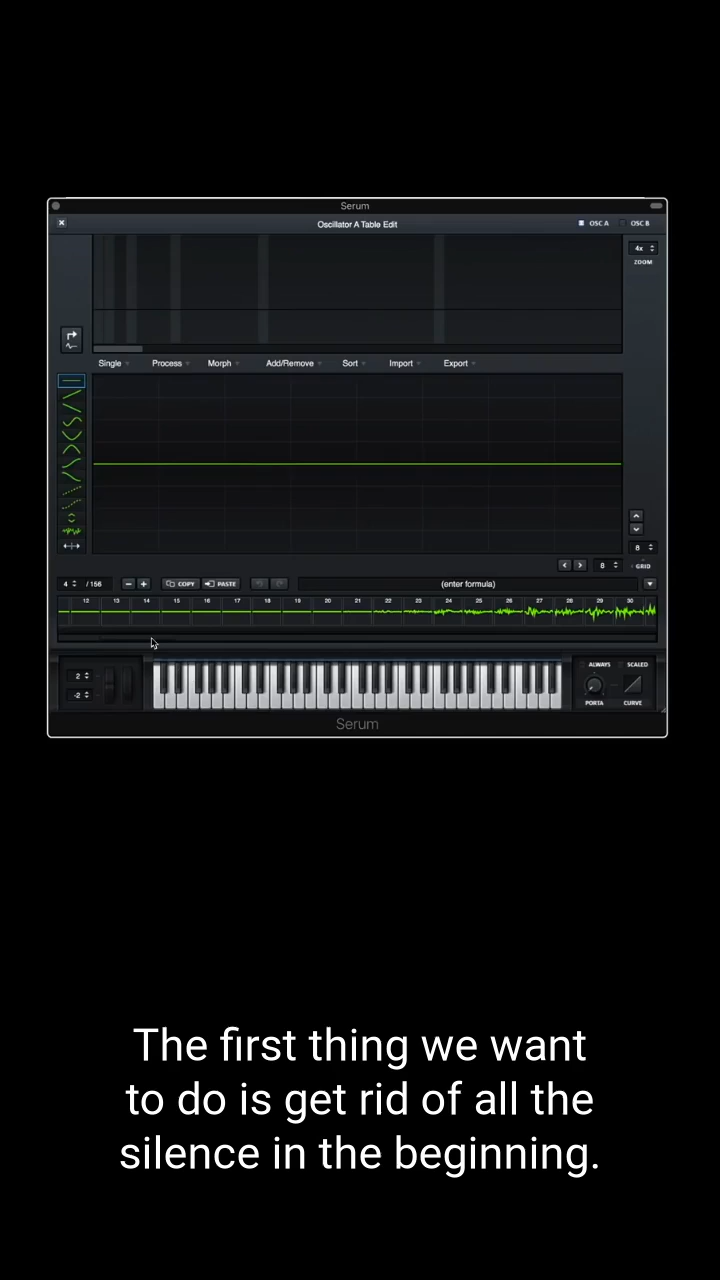 Serum
Oscillator A Table Edit
OSC A
OSC B
4x
ZOOM
Single
Process
Morph
Add/Remove
Sort
Import
Export
8
8
GRID
4
/ 156
COPY
PASTE
(enter formula)
12 13 14 15 16 17 18 19 20 21 22 23 24 25 26 27 28 29 30
2
-2
ALWAYS
SCALED
PORTA
CURVE
Serum
The first thing we want
to do is get rid of all the
silence in the beginning.